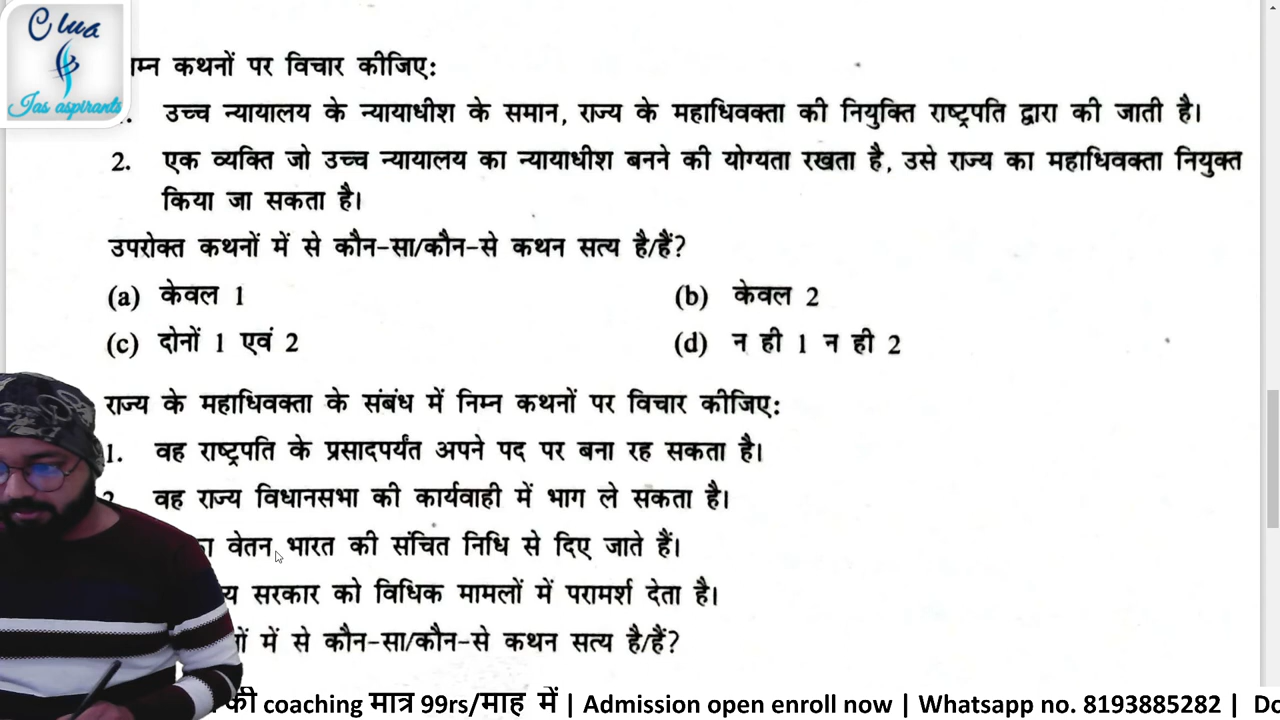 Clua
Ias aspirants
निम्न कथनों पर विचार कीजिए:
उच्च न्यायालय के न्यायाधीश के समान, राज्य के महाधिवक्ता की नियुक्ति राष्ट्रपति द्वारा की जाती है।
2. एक व्यक्ति जो उच्च न्यायालय का न्यायाधीश बनने की योग्यता रखता है, उसे राज्य का महाधिवक्ता नियुक्त
किया जा सकता है।
उपरोक्त कथनों में से कौन-सा/कौन-से कथन सत्य है/हैं?
(a) केवल 1
(b) केवल 2
(c) दोनों 1 एवं 2
(d) न ही 1 न ही 2
राज्य के महाधिवक्ता के संबंध में निम्न कथनों पर विचार कीजिए:
1. वह राष्ट्रपति के प्रसादपर्यंत अपने पद पर बना रह सकता है।
2. वह राज्य विधानसभा की कार्यवाही में भाग ले सकता है।
वेतन भारत की संचित निधि से दिए जाते हैं।
सरकार को विधिक मामलों में परामर्श देता है।
में से कौन-सा/कौन-से कथन सत्य है/हैं?
की coaching मात्र 99rs/माह में | Admission open enroll now | Whatsapp no. 8193885282 | Do